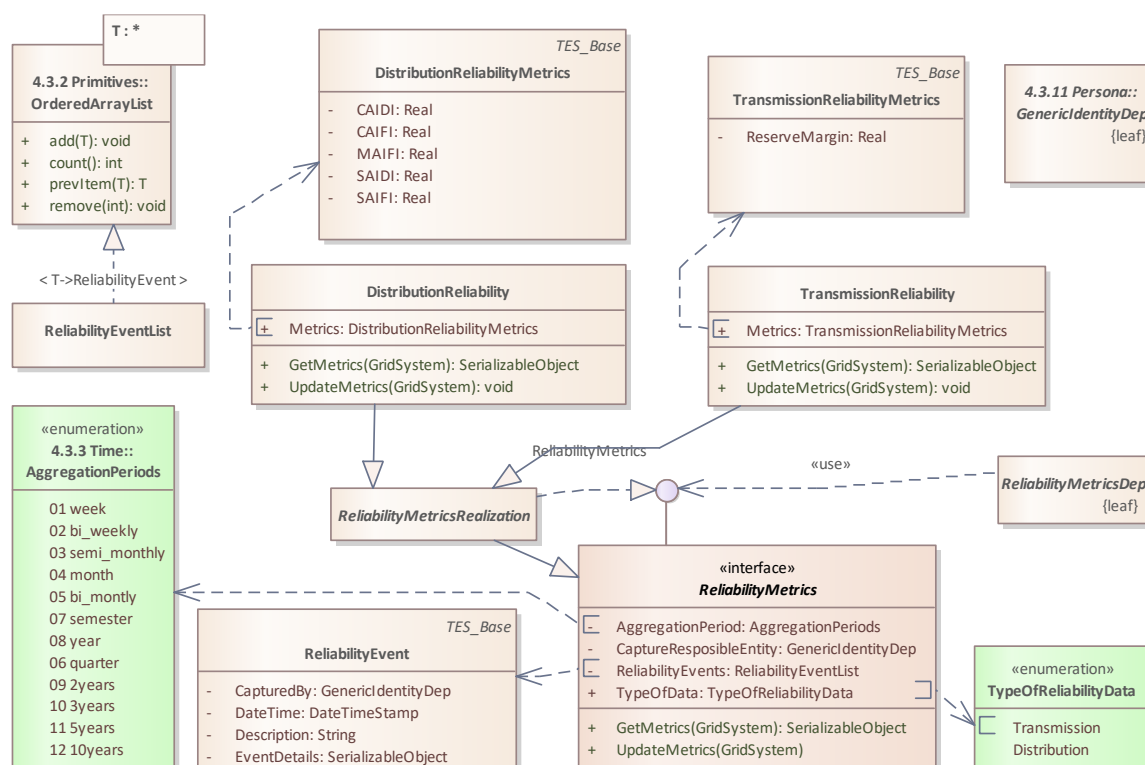 T : *
4.3.2 Primitives::
OrderedArrayList
+ add(T): void
+ count(): int
+ prevItem(T): T
+ remove(int): void
< T->ReliabilityEvent >
ReliabilityEventList
TES_Base
DistributionReliabilityMetrics
- CAIDI: Real
- CAIFI: Real
- MAIFI: Real
- SAIDI: Real
- SAIFI: Real
TES_Base
TransmissionReliabilityMetrics
- ReserveMargin: Real
4.3.11 Persona::
GenericIdentityDep
{leaf}
DistributionReliability
+ Metrics: DistributionReliabilityMetrics
+ GetMetrics(GridSystem): SerializableObject
+ UpdateMetrics(GridSystem): void
TransmissionReliability
+ Metrics: TransmissionReliabilityMetrics
+ GetMetrics(GridSystem): SerializableObject
+ UpdateMetrics(GridSystem): void
«enumeration»
4.3.3 Time::
AggregationPeriods
01 week
02 bi_weekly
03 semi_monthly
04 month
05 bi_montly
07 semester
08 year
06 quarter
09 2years
10 3years
11 5years
12 10years
ReliabilityMetrics
«use»
ReliabilityMetricsRealization
ReliabilityMetricsDep
{leaf}
«interface»
ReliabilityMetrics
- AggregationPeriod: AggregationPeriods
- CaptureResposibleEntity: GenericIdentityDep
- ReliabilityEvents: ReliabilityEventList
+ TypeOfData: TypeOfReliabilityData
+ GetMetrics(GridSystem): SerializableObject
+ UpdateMetrics(GridSystem)
TES_Base
ReliabilityEvent
- CapturedBy: GenericIdentityDep
- DateTime: DateTimeStamp
- Description: String
- EventDetails: SerializableObject
«enumeration»
TypeOfReliabilityData
Transmission
Distribution